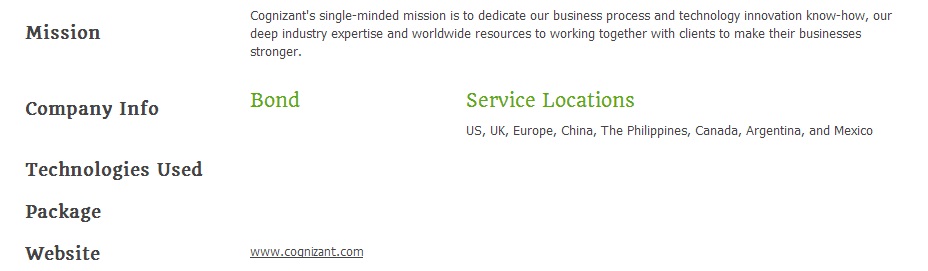 Mission
Cognizant's single-minded mission is to dedicate our business process and technology innovation know-how, our
deep industry expertise and worldwide resources to working together with clients to make their businesses
stronger.
Company Info
Bond
Service Locations
US, UK, Europe, China, The Philippines, Canada, Argentina, and Mexico
Technologies Used
Package
Website
www.cognizant.com